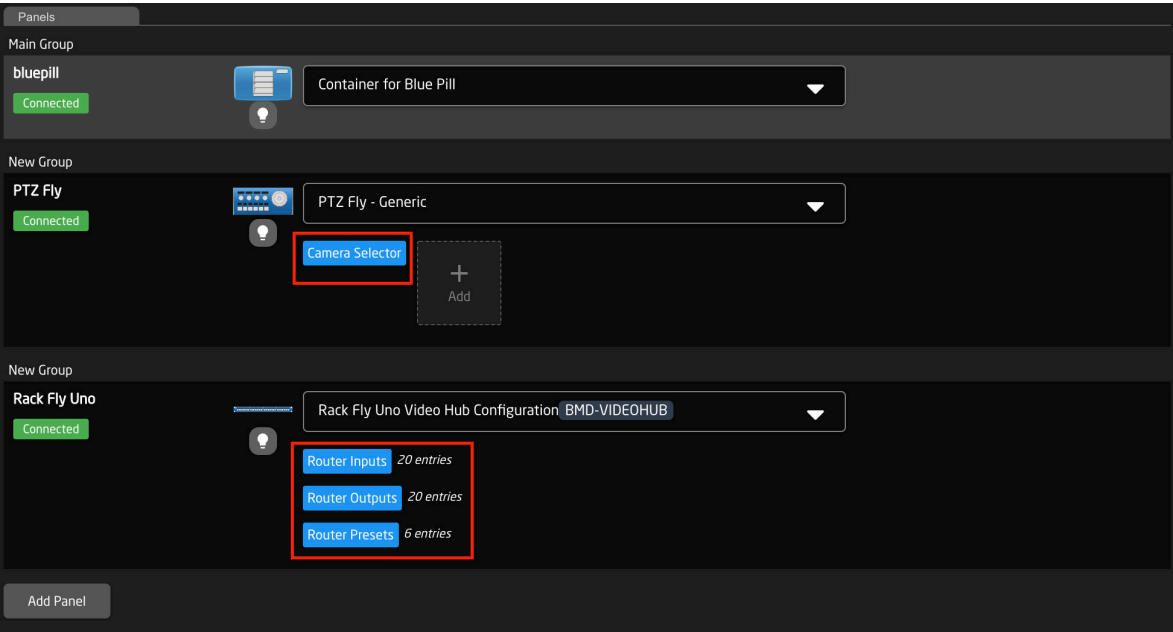 Panels
Main Group
bluepill
Connected
Container for Blue Pill
New Group
PTZ Fly
Connected
PTZ Fly - Generic
Camera Selector
Add
New Group
Rack Fly Uno
Connected
Rack Fly Uno Video Hub Configuration BMD-VIDEOHUB
Router Inputs 20 entries
Router Outputs 20 entries
Router Presets 6 entries
Add Panel